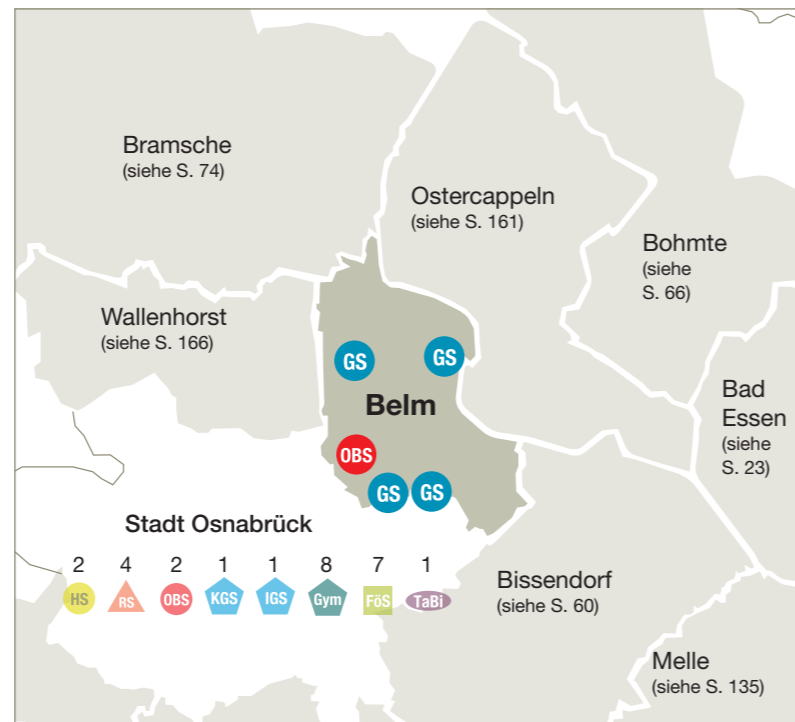 Bramsche
(siehe S. 74)
Ostercappeln
(siehe S. 161)
Bohmte
(siehe
S. 66)
Wallenhorst
(siehe S. 166)
GS
GS
Belm
Bad
Essen
(siehe
S. 23)
OBS
GS
GS
Stadt Osnabrück
2 4 2 1 1 8 7 1
HS RS OBS KGS IGS Gym FöS TaBi
Bissendorf
(siehe S. 60)
Melle
(siehe S. 135)